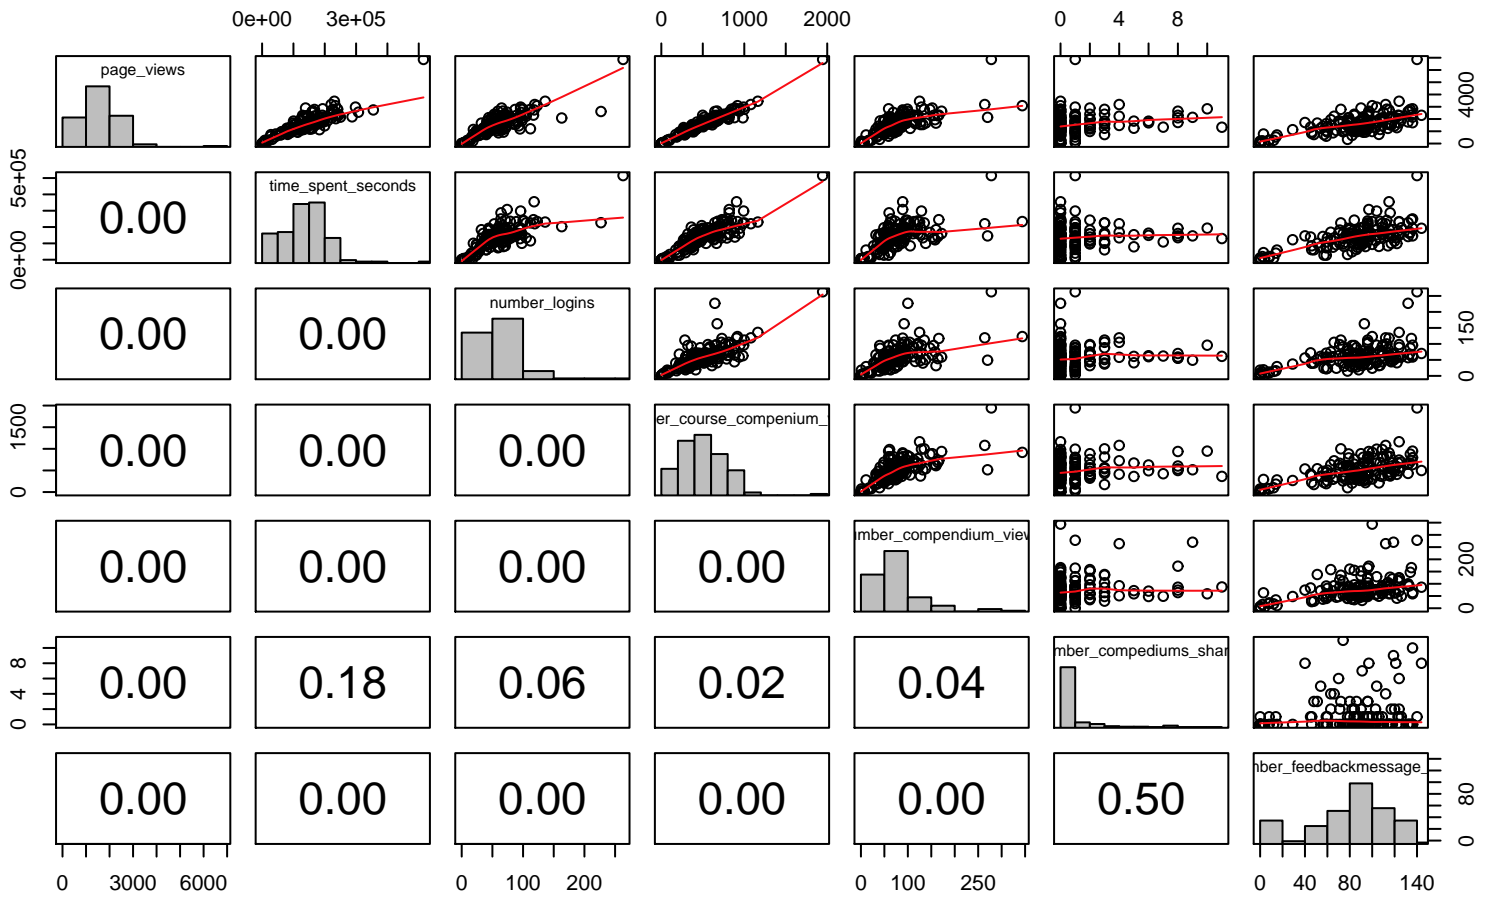 0e+00 3e+05 0 1000 2000 0 4 8
page_views
0 4000
time_spent_seconds
0e+00 5e+05
0.00
number_logins
0 150
0.00 0.00
er_course_compenium_
0 1500
0.00 0.00 0.00
umber_compendium_view
0 200
0.00 0.00 0.00 0.00
mber_compediums_shar
0 4 8
0.00 0.18 0.06 0.02 0.04
nber_feedbackmessage_
0 80
0.00 0.00 0.00 0.00 0.00 0.50
0 3000 6000 0 100 200 0 100 250 0 40 80 140